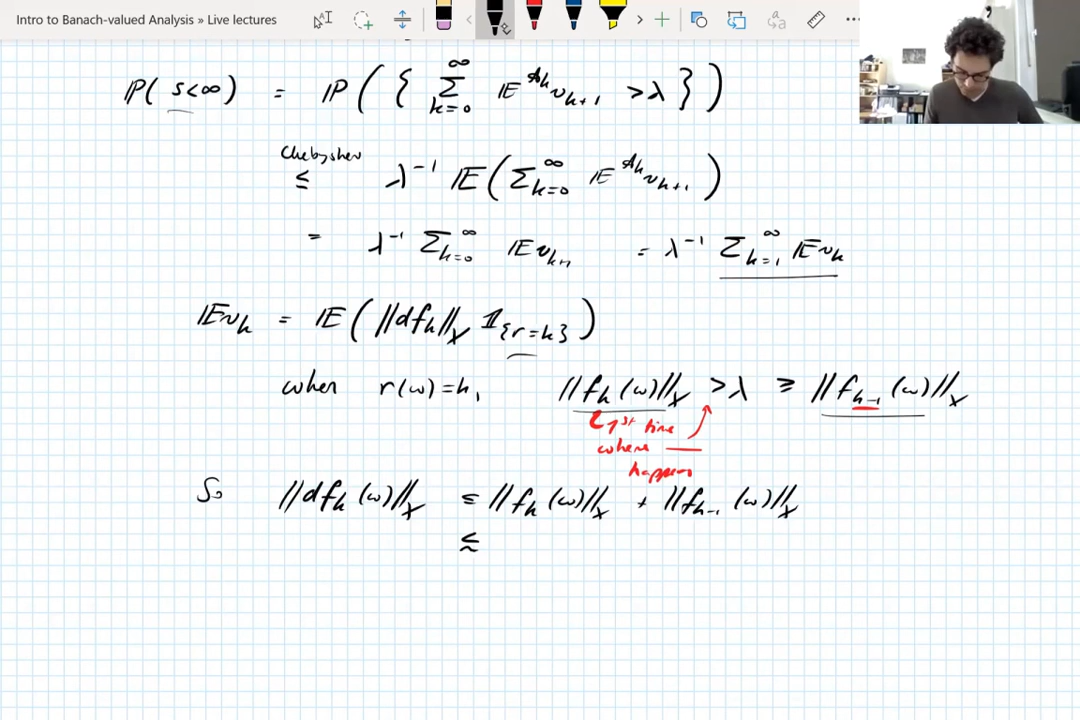 Intro to Banach-valued Analysis » Live lectures
ℙ( s<∞) = ℙ( { ∑_{k=0}^∞ 𝔼^{𝒜_k} v_{k+1} > λ } )
Chebyshev
≤ λ^{-1} 𝔼( ∑_{k=0}^∞ 𝔼^{𝒜_k} v_{k+1} )
= λ^{-1} ∑_{k=0}^∞ 𝔼v_{k+1} = λ^{-1} ∑_{k=1}^∞ 𝔼v_k
𝔼v_k = 𝔼( ||df_k||_X 𝟙_{r=k} )
when r(ω)=k, ||f_k(ω)||_X > λ ≥ ||f_{k-1}(ω)||_X
1st time
where
happens
So ||df_k(ω)||_X ≤ ||f_k(ω)||_X + ||f_{k-1}(ω)||_X
≲